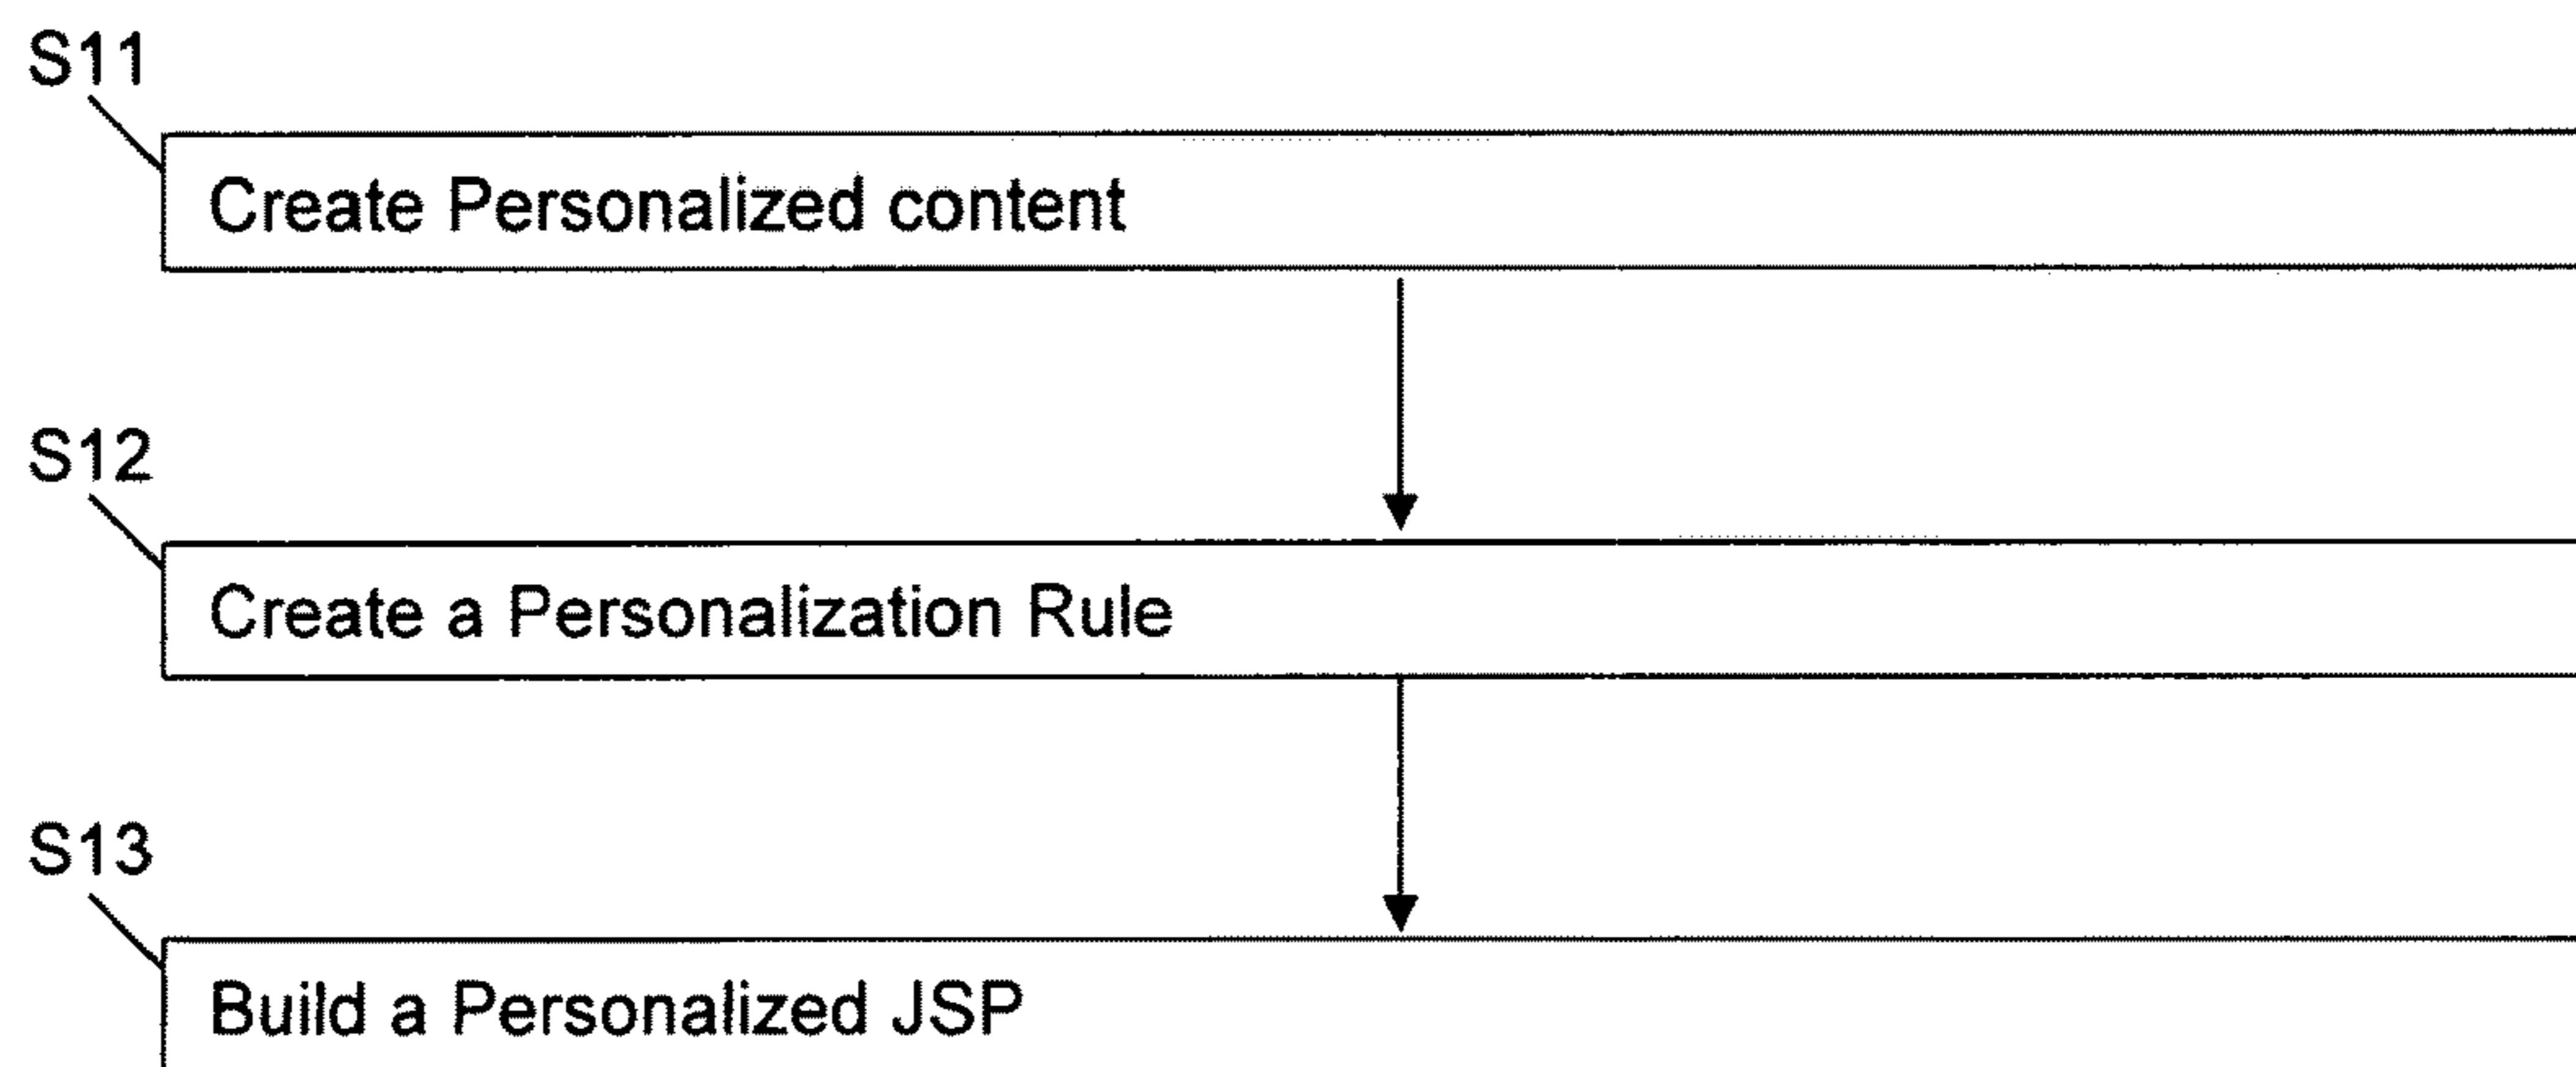 S11
Create Personalized content
S12
Create a Personalization Rule
S13
Build a Personalized JSP